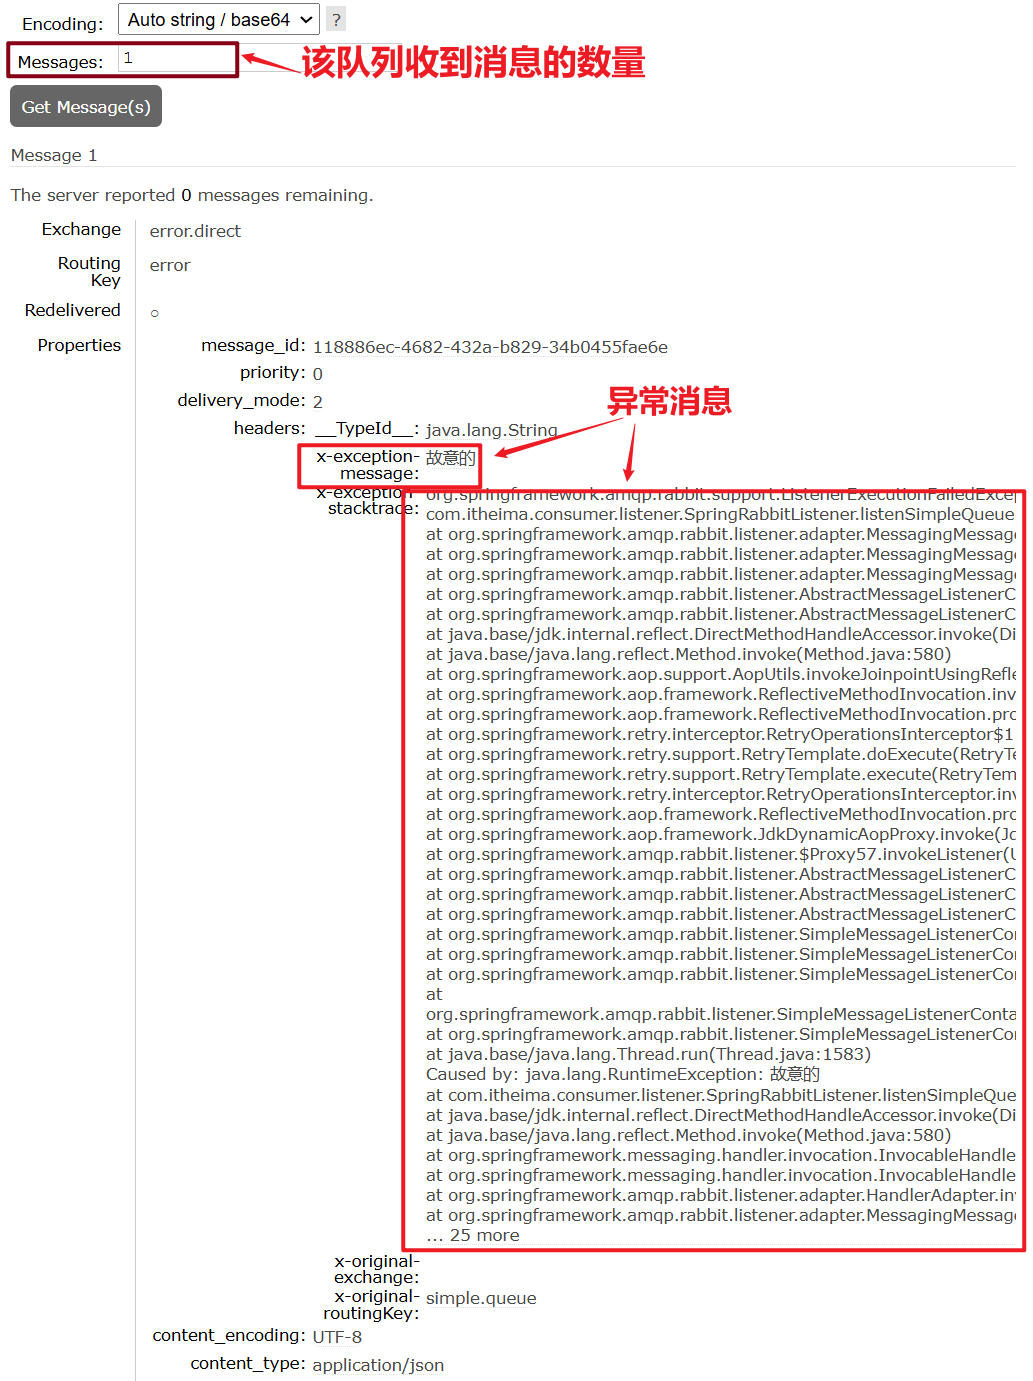 Encoding: Auto string / base64 ?
Messages: 1
该队列收到消息的数量
Get Message(s)
Message 1
The server reported 0 messages remaining.
Exchange error.direct
Routing Key error
Redelivered ○
Properties message_id: 118886ec-4682-432a-b829-34b0455fae6e
priority: 0
delivery_mode: 2
异常消息
headers: __TypeId__: java.lang.String
x-exception-message: 故意的
x-exception-stacktrace: org.springframework.amqp.rabbit.support.ListenerExecutionFailedExcep
com.itheima.consumer.listener.SpringRabbitListener.listenSimpleQueue
at org.springframework.amqp.rabbit.listener.adapter.MessagingMessage
at org.springframework.amqp.rabbit.listener.adapter.MessagingMessage
at org.springframework.amqp.rabbit.listener.adapter.MessagingMessage
at org.springframework.amqp.rabbit.listener.AbstractMessageListenerC
at org.springframework.amqp.rabbit.listener.AbstractMessageListenerC
at java.base/jdk.internal.reflect.DirectMethodHandleAccessor.invoke(Di
at java.base/java.lang.reflect.Method.invoke(Method.java:580)
at org.springframework.aop.support.AopUtils.invokeJoinpointUsingRefle
at org.springframework.aop.framework.ReflectiveMethodInvocation.inv
at org.springframework.aop.framework.ReflectiveMethodInvocation.pro
at org.springframework.retry.interceptor.RetryOperationsInterceptor$1
at org.springframework.retry.support.RetryTemplate.doExecute(RetryTe
at org.springframework.retry.support.RetryTemplate.execute(RetryTem
at org.springframework.retry.interceptor.RetryOperationsInterceptor.inv
at org.springframework.aop.framework.ReflectiveMethodInvocation.pro
at org.springframework.aop.framework.JdkDynamicAopProxy.invoke(Jd
at org.springframework.amqp.rabbit.listener.$Proxy57.invokeListener(U
at org.springframework.amqp.rabbit.listener.AbstractMessageListenerC
at org.springframework.amqp.rabbit.listener.AbstractMessageListenerC
at org.springframework.amqp.rabbit.listener.AbstractMessageListenerC
at org.springframework.amqp.rabbit.listener.SimpleMessageListenerCon
at org.springframework.amqp.rabbit.listener.SimpleMessageListenerCon
at org.springframework.amqp.rabbit.listener.SimpleMessageListenerCon
at
org.springframework.amqp.rabbit.listener.SimpleMessageListenerConta
at org.springframework.amqp.rabbit.listener.SimpleMessageListenerCon
at java.base/java.lang.Thread.run(Thread.java:1583)
Caused by: java.lang.RuntimeException: 故意的
at com.itheima.consumer.listener.SpringRabbitListener.listenSimpleQue
at java.base/jdk.internal.reflect.DirectMethodHandleAccessor.invoke(Di
at java.base/java.lang.reflect.Method.invoke(Method.java:580)
at org.springframework.messaging.handler.invocation.InvocableHandle
at org.springframework.messaging.handler.invocation.InvocableHandle
at org.springframework.amqp.rabbit.listener.adapter.HandlerAdapter.inv
at org.springframework.amqp.rabbit.listener.adapter.MessagingMessage
... 25 more
x-original-exchange:
x-original-routingKey: simple.queue
content_encoding: UTF-8
content_type: application/json